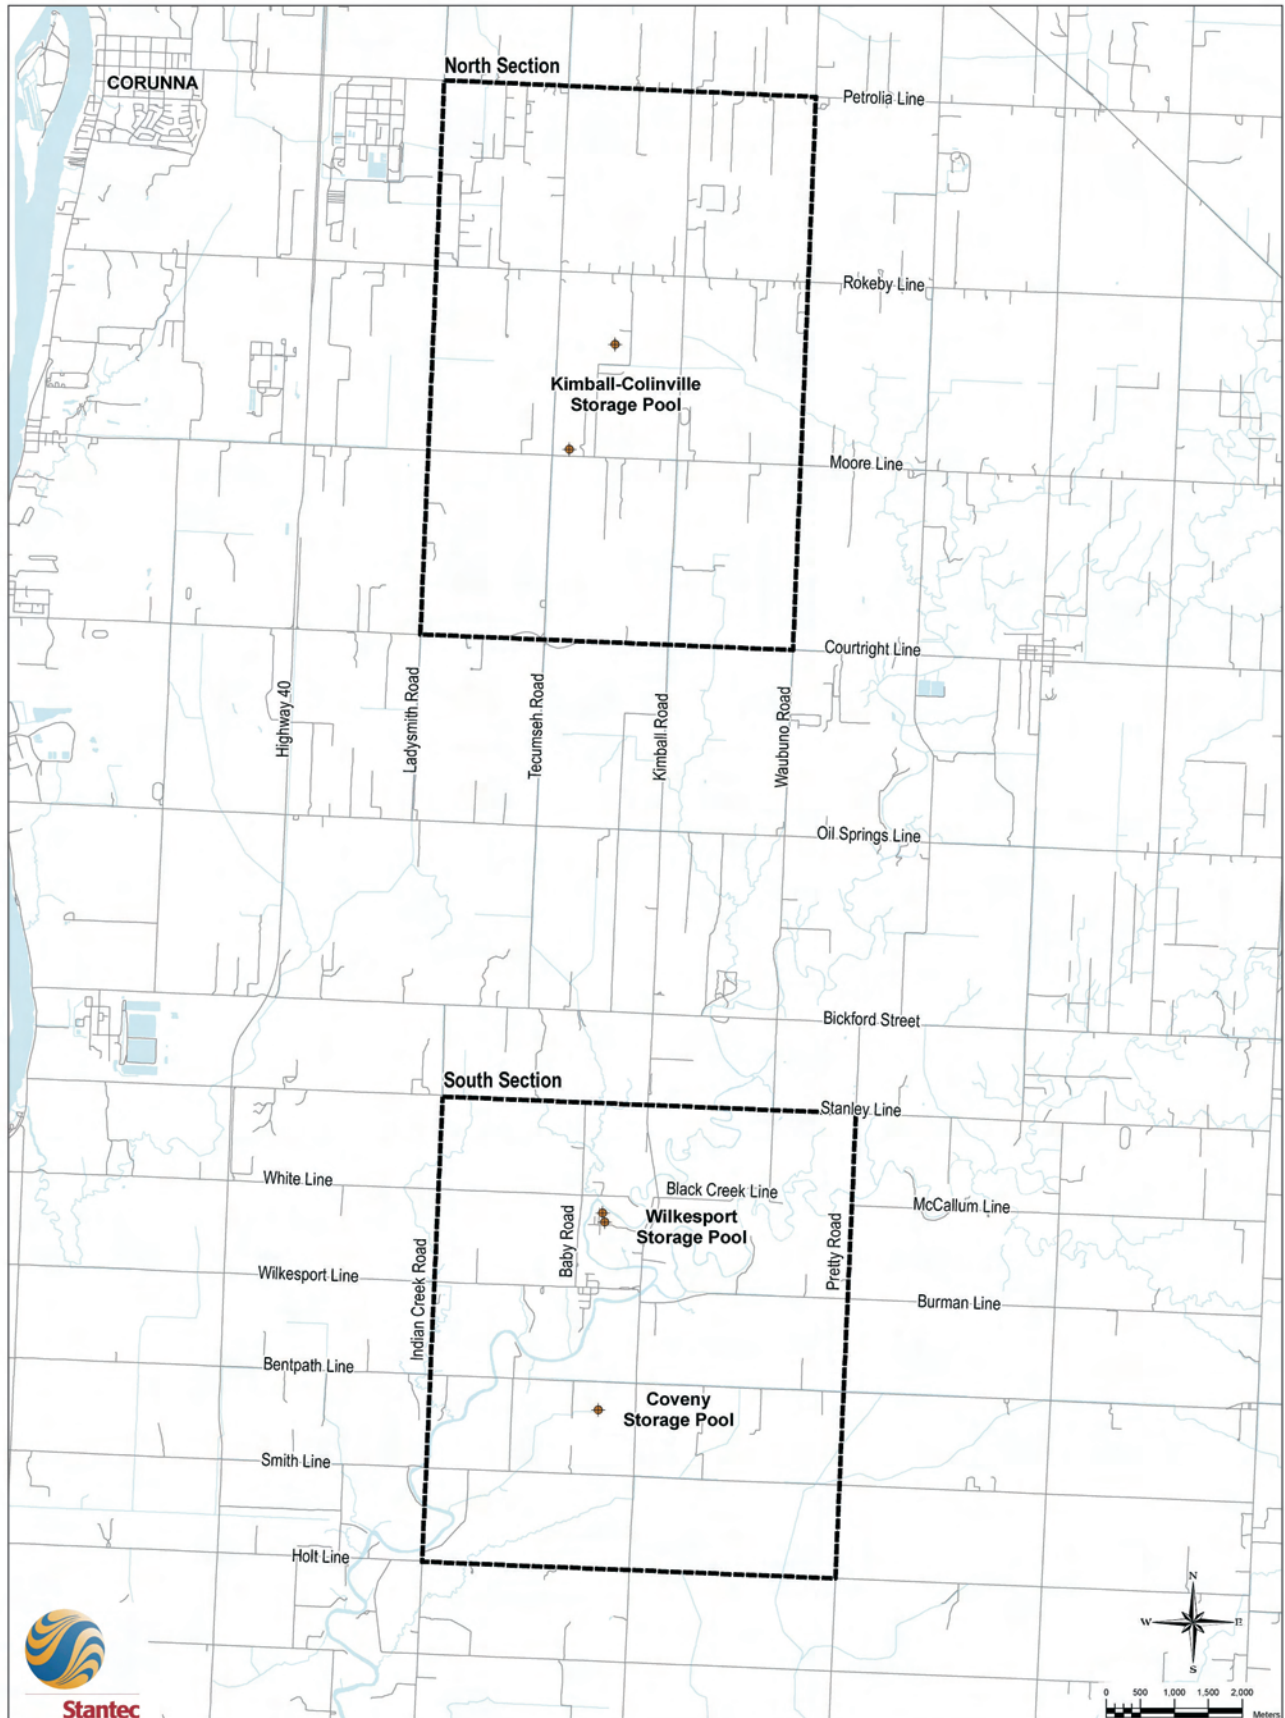 North Section
CORUNNA
Petrolia Line
Rokeby Line
Kimball-Colinville
Storage Pool
Moore Line
Courtright Line
Highway 40
Ladysmith Road
Tecumseh Road
Kimball Road
Waubuno Road
Oil Springs Line
Bickford Street
South Section
Stanley Line
White Line
Black Creek Line
McCallum Line
Wilkesport
Storage Pool
Baby Road
Indian Creek Road
Pretty Road
Wilkesport Line
Burman Line
Bentpath Line
Coveny
Storage Pool
Smith Line
Holt Line
N
W
E
S
Stantec
0 500 1,000 1,500 2,000
Meters